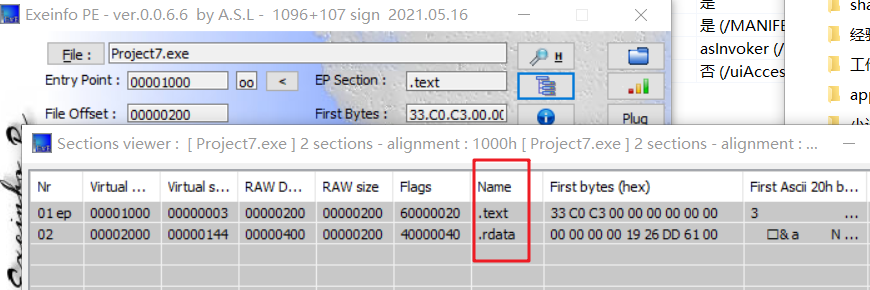 Exeinfo PE - ver.0.0.6.6 by A.S.L - 1096+107 sign 2021.05.16
File :
Project7.exe
H
Entry Point :
00001000
oo
<
EP Section :
.text
File Offset :
00000200
First Bytes :
33.C0.C3.00.00
Plug
是 (/MANIFE
asInvoker (/
否 (/uiAcces
sha
经验
工作
app
Sections viewer : [ Project7.exe ] 2 sections - alignment : 1000h [ Project7.exe ] 2 sections - alignment : ...
Nr Virtual ... Virtual s... RAW D... RAW size Flags Name First bytes (hex) First Ascii 20h b...
01 ep 00001000 00000003 00000200 00000200 60000020 .text 33 C0 C3 00 00 00 00 00 00 3 ...
02 00002000 00000144 00000400 00000200 40000040 .rdata 00 00 00 00 19 26 DD 61 00 □& a N ...